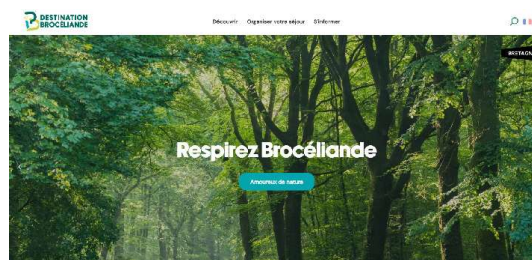 DESTINATION
BROCÉLIANDE
Découvrir Organiser votre séjour S'informer
BRETAGN
Respirez Brocéliande
Amoureux de nature